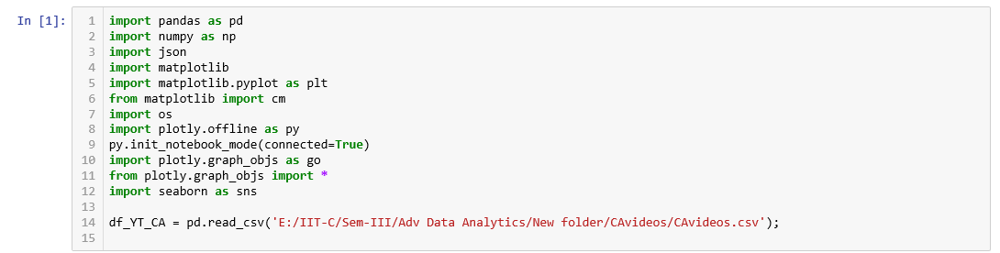 In [1]:
1 import pandas as pd
2 import numpy as np
3 import json
4 import matplotlib
5 import matplotlib.pyplot as plt
6 from matplotlib import cm
7 import os
8 import plotly.offline as py
9 py.init_notebook_mode(connected=True)
10 import plotly.graph_objs as go
11 from plotly.graph_objs import *
12 import seaborn as sns
13
14 df_YT_CA = pd.read_csv('E:/IIT-C/Sem-III/Adv Data Analytics/New folder/CAvideos/CAvideos.csv');
15